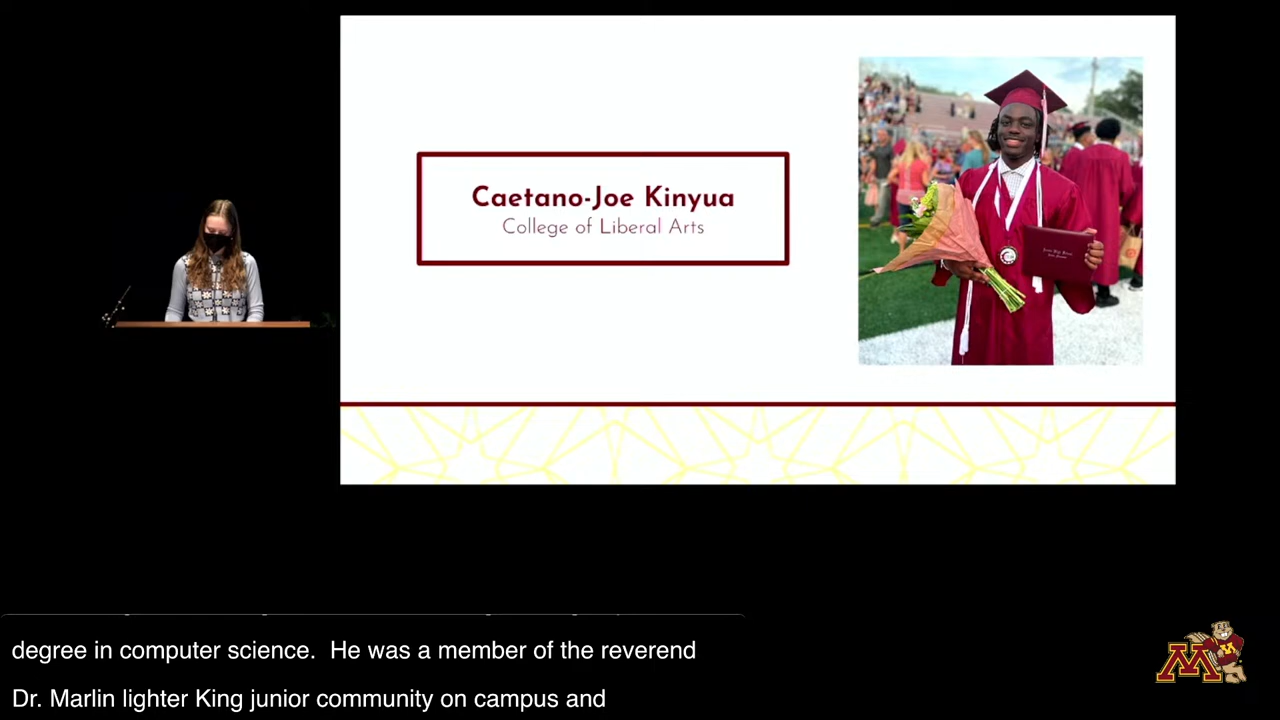 Caetano-Joe Kinyua
College of Liberal Arts
degree in computer science. He was a member of the reverend
Dr. Marlin lighter King junior community on campus and
M